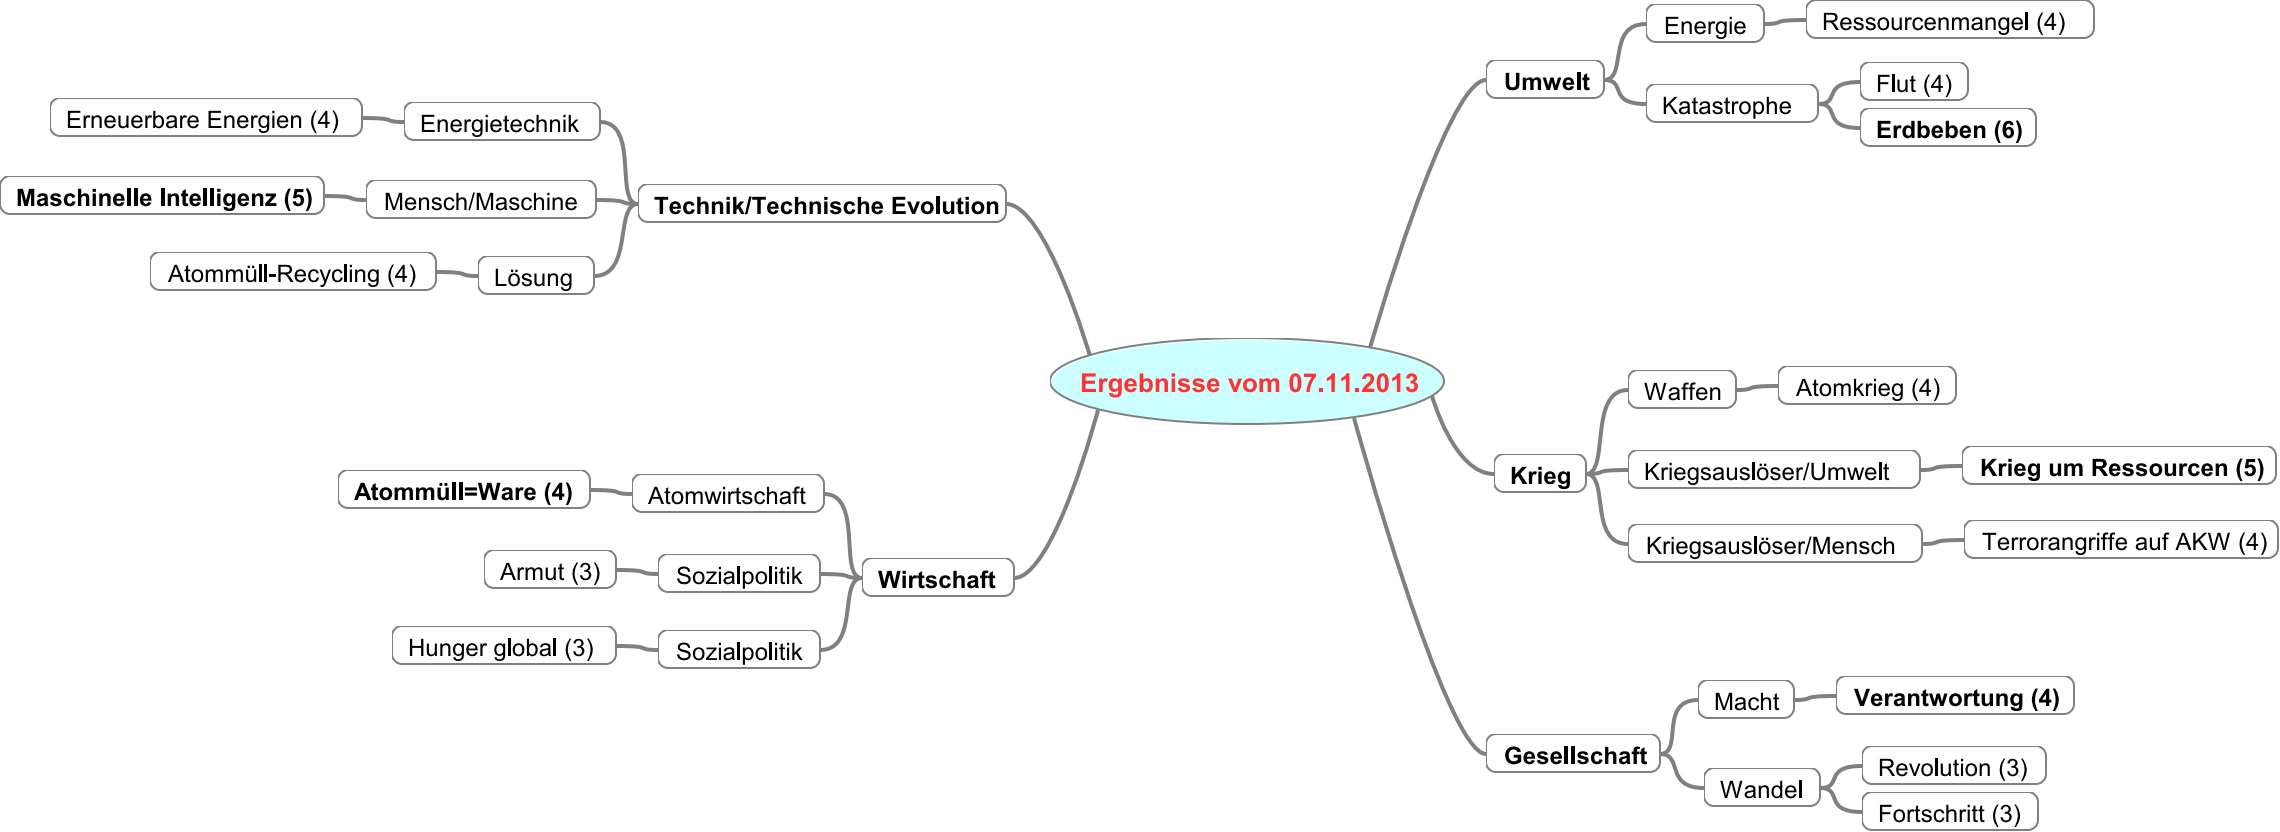 Ergebnisse vom 07.11.2013
Umwelt
Energie
Ressourcenmangel (4)
Katastrophe
Flut (4)
Erdbeben (6)
Krieg
Waffen
Atomkrieg (4)
Kriegsauslöser/Umwelt
Krieg um Ressourcen (5)
Kriegsauslöser/Mensch
Terrorangriffe auf AKW (4)
Gesellschaft
Macht
Verantwortung (4)
Wandel
Revolution (3)
Fortschritt (3)
Technik/Technische Evolution
Energietechnik
Erneuerbare Energien (4)
Mensch/Maschine
Maschinelle Intelligenz (5)
Lösung
Atommüll-Recycling (4)
Wirtschaft
Atomwirtschaft
Atommüll=Ware (4)
Sozialpolitik
Armut (3)
Sozialpolitik
Hunger global (3)